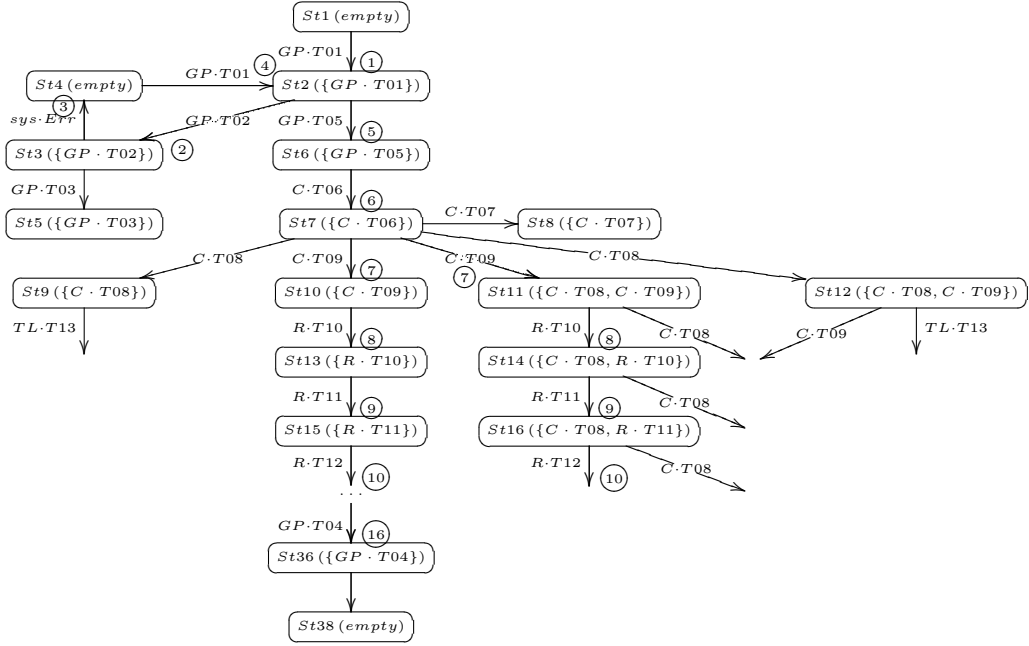 St1 (empty)
GP·T01
1
4
GP·T01
St4 (empty)
St2 ({GP · T01})
3
sys·Err
GP·T02
GP·T05
5
2
St3 ({GP · T02})
St6 ({GP · T05})
GP·T03
C·T06
6
St5 ({GP · T03})
St7 ({C · T06})
C·T07
St8 ({C · T07})
C·T08
C·T09
7
C·T09
7
C·T08
St9 ({C · T08})
St10 ({C · T09})
St11 ({C · T08, C · T09})
St12 ({C · T08, C · T09})
TL·T13
R·T10
8
R·T10
8
C·T08
C·T09
TL·T13
St13 ({R · T10})
St14 ({C · T08, R · T10})
R·T11
9
R·T11
9
C·T08
St15 ({R · T11})
St16 ({C · T08, R · T11})
R·T12
10
R·T12
10
C·T08
...
GP·T04
16
St36 ({GP · T04})
St38 (empty)